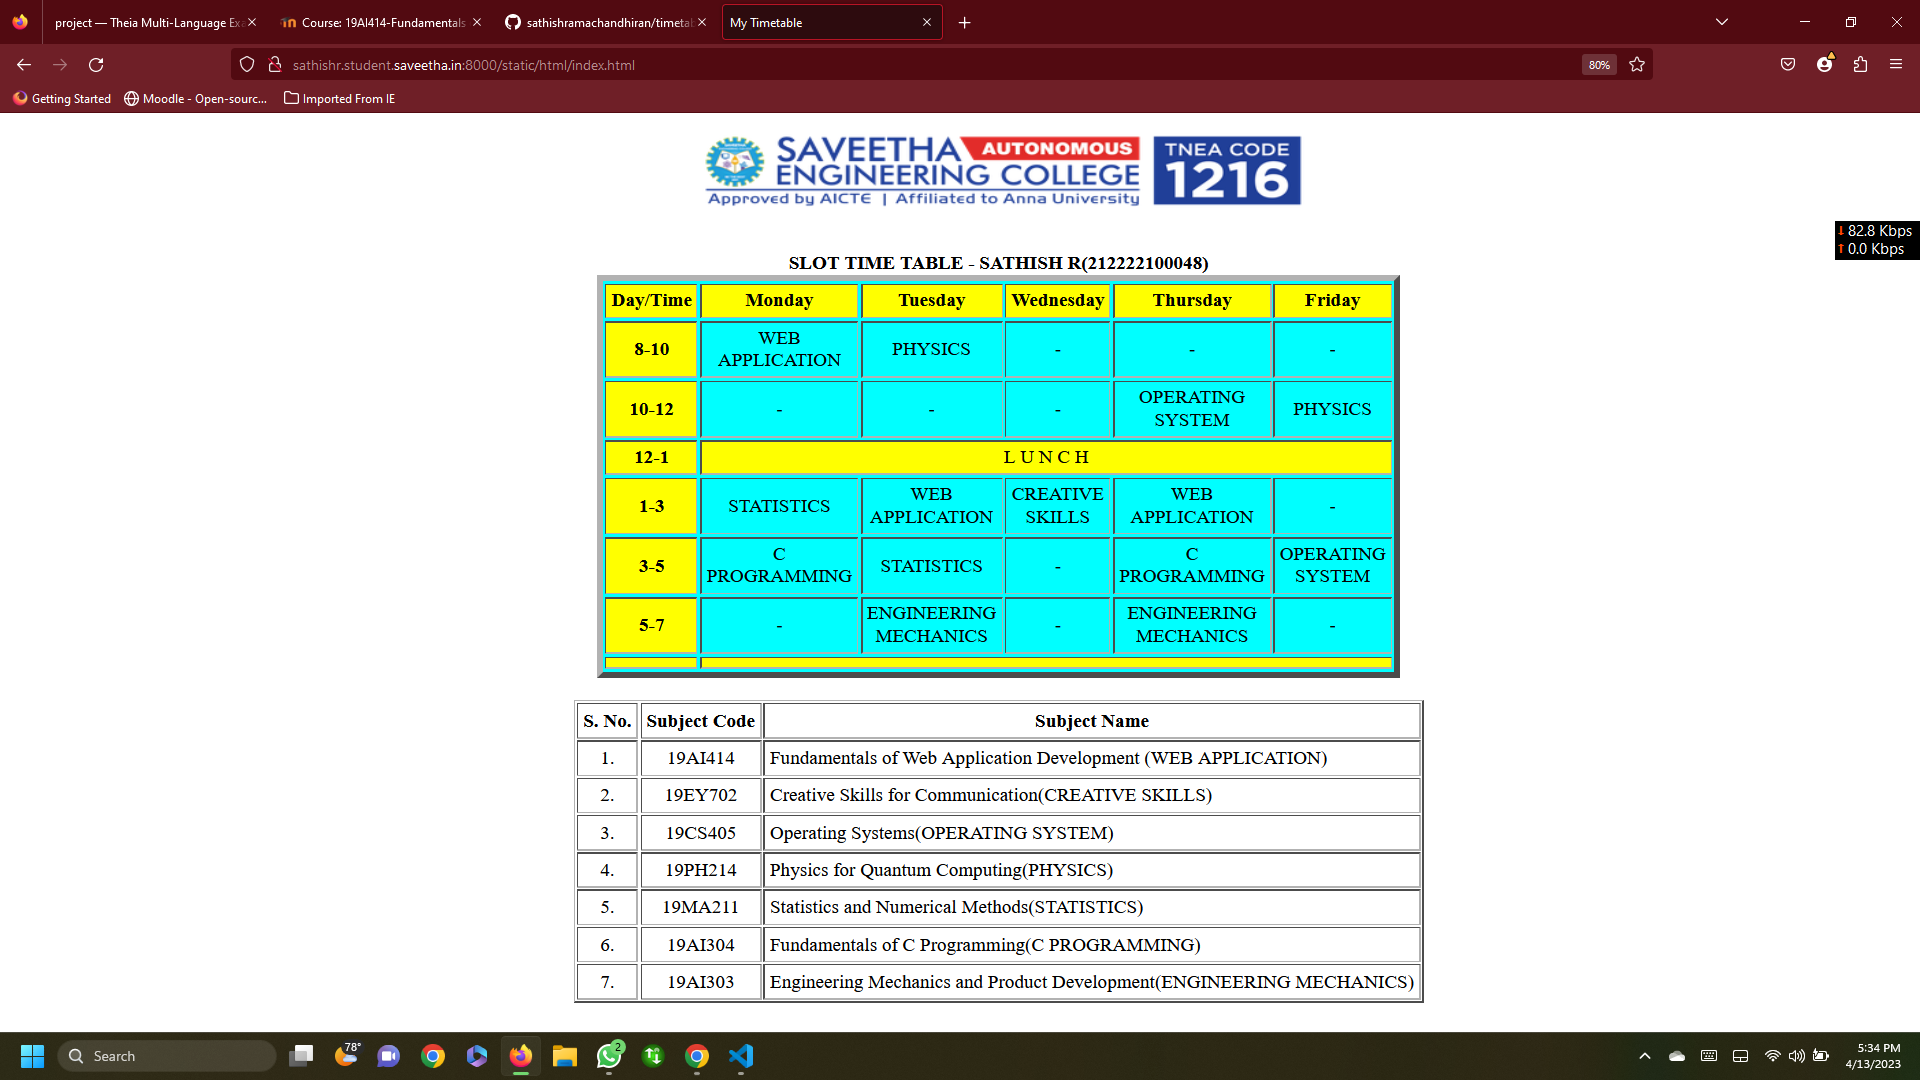 project — Theia Multi-Language Exa
Course: 19AI414-Fundamentals
sathishramachandhiran/timetab
My Timetable
sathishr.student.saveetha.in:8000/static/html/index.html
80%
Getting Started
Moodle - Open-sourc...
Imported From IE
SAVEETHA AUTONOMOUS
ENGINEERING COLLEGE
Approved by AICTE | Affiliated to Anna University
TNEA CODE
1216
82.8 Kbps
0.0 Kbps
SLOT TIME TABLE - SATHISH R(212222100048)
Day/Time Monday Tuesday Wednesday Thursday Friday
8-10 WEB APPLICATION PHYSICS - - -
10-12 - - - OPERATING SYSTEM PHYSICS
12-1 L U N C H
1-3 STATISTICS WEB APPLICATION CREATIVE SKILLS WEB APPLICATION -
3-5 C PROGRAMMING STATISTICS - C PROGRAMMING OPERATING SYSTEM
5-7 - ENGINEERING MECHANICS - ENGINEERING MECHANICS -
S. No. Subject Code Subject Name
1. 19AI414 Fundamentals of Web Application Development (WEB APPLICATION)
2. 19EY702 Creative Skills for Communication(CREATIVE SKILLS)
3. 19CS405 Operating Systems(OPERATING SYSTEM)
4. 19PH214 Physics for Quantum Computing(PHYSICS)
5. 19MA211 Statistics and Numerical Methods(STATISTICS)
6. 19AI304 Fundamentals of C Programming(C PROGRAMMING)
7. 19AI303 Engineering Mechanics and Product Development(ENGINEERING MECHANICS)
Search
78°
2
5:34 PM
4/13/2023